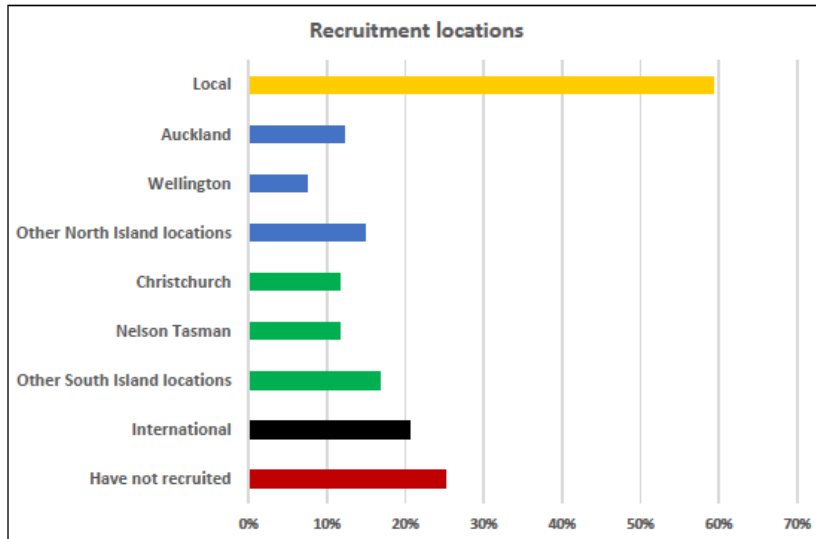 Recruitment locations
Local
Auckland
Wellington
Other North Island locations
Christchurch
Nelson Tasman
Other South Island locations
International
Have not recruited
0% 10% 20% 30% 40% 50% 60% 70%